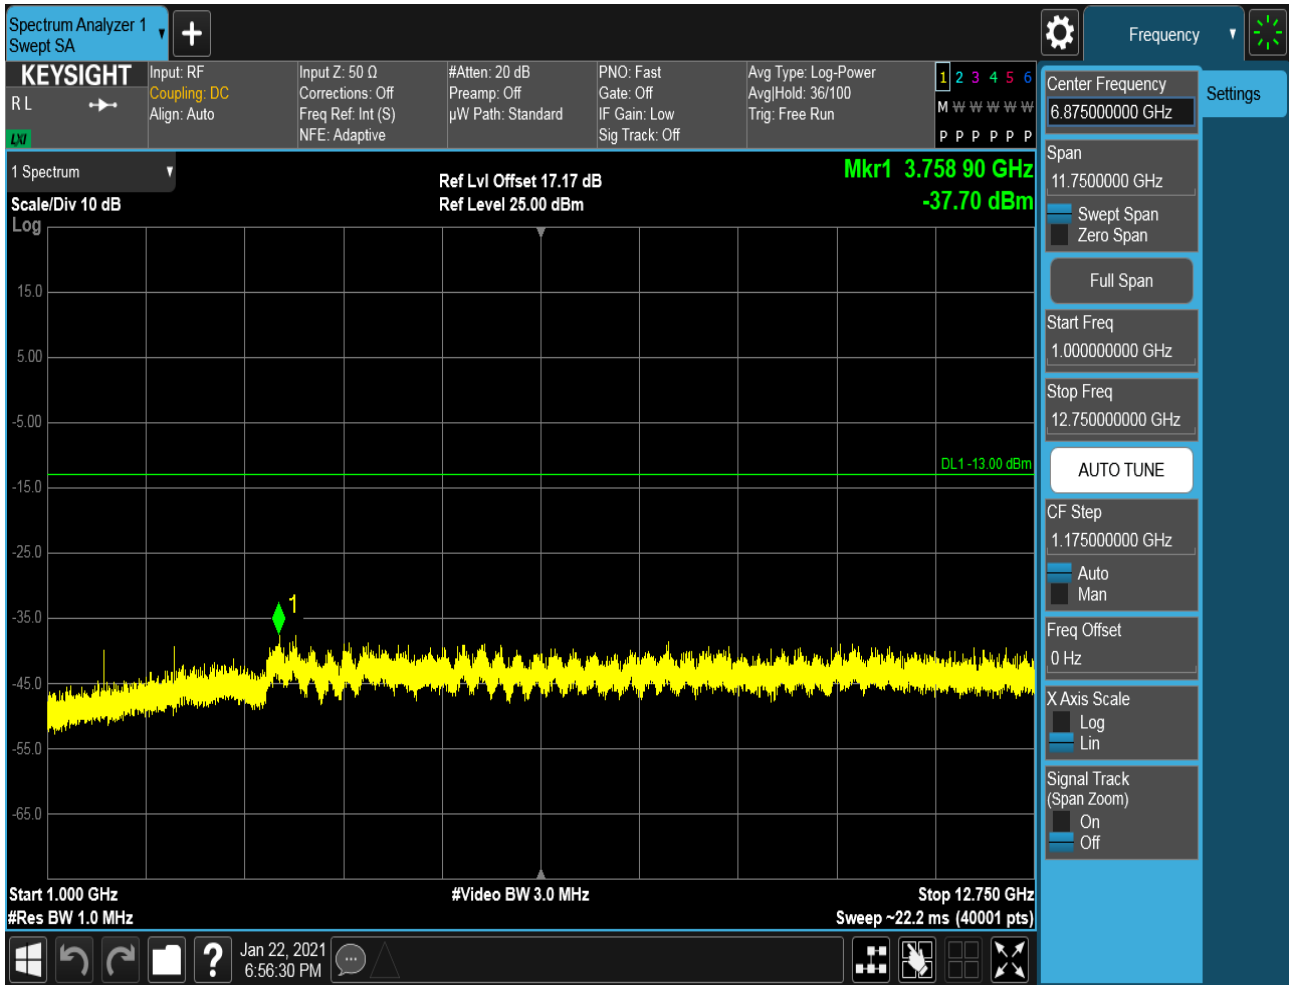 Spectrum Analyzer 1
Swept SA
Frequency
KEYSIGHT
R L
LXI
Input: RF
Coupling: DC
Align: Auto
Input Z: 50 Ω
Corrections: Off
Freq Ref: Int (S)
NFE: Adaptive
#Atten: 20 dB
Preamp: Off
µW Path: Standard
PNO: Fast
Gate: Off
IF Gain: Low
Sig Track: Off
Avg Type: Log-Power
Avg|Hold: 36/100
Trig: Free Run
1 2 3 4 5 6
M W W W W W
P P P P P P
1 Spectrum
Scale/Div 10 dB
Log
Ref Lvl Offset 17.17 dB
Ref Level 25.00 dBm
Mkr1 3.758 90 GHz
-37.70 dBm
15.0
5.00
-5.00
DL1 -13.00 dBm
-15.0
-25.0
1
-35.0
-45.0
-55.0
-65.0
Start 1.000 GHz
#Res BW 1.0 MHz
#Video BW 3.0 MHz
Stop 12.750 GHz
Sweep ~22.2 ms (40001 pts)
Jan 22, 2021
6:56:30 PM
?
Center Frequency
6.875000000 GHz
Settings
Span
11.7500000 GHz
Swept Span
Zero Span
Full Span
Start Freq
1.000000000 GHz
Stop Freq
12.750000000 GHz
AUTO TUNE
CF Step
1.175000000 GHz
Auto
Man
Freq Offset
0 Hz
X Axis Scale
Log
Lin
Signal Track
(Span Zoom)
On
Off